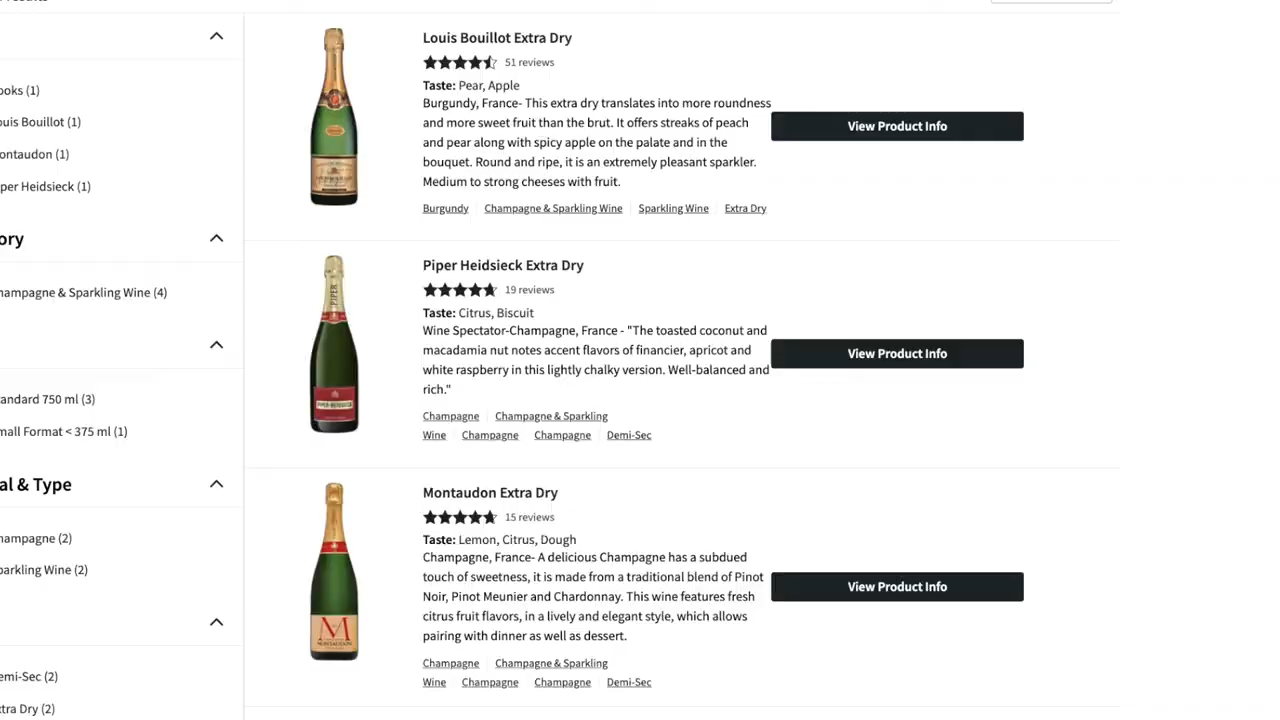 ooks (1)
ouis Bouillot (1)
ontaudon (1)
per Heidsieck (1)
ory
hampagne & Sparkling Wine (4)
andard 750 ml (3)
mall Format < 375 ml (1)
al & Type
hampagne (2)
parkling Wine (2)
emi-Sec (2)
tra Dry (2)
Louis Bouillot Extra Dry
51 reviews
Taste: Pear, Apple
Burgundy, France- This extra dry translates into more roundness
and more sweet fruit than the brut. It offers streaks of peach
and pear along with spicy apple on the palate and in the
bouquet. Round and ripe, it is an extremely pleasant sparkler.
Medium to strong cheeses with fruit.
Burgundy Champagne & Sparkling Wine Sparkling Wine Extra Dry
View Product Info
Piper Heidsieck Extra Dry
19 reviews
Taste: Citrus, Biscuit
Wine Spectator-Champagne, France - "The toasted coconut and
macadamia nut notes accent flavors of financier, apricot and
white raspberry in this lightly chalky version. Well-balanced and
rich."
Champagne Champagne & Sparkling
Wine Champagne Champagne Demi-Sec
View Product Info
PIPER
PIPER-HEIDSIECK
Montaudon Extra Dry
15 reviews
Taste: Lemon, Citrus, Dough
Champagne, France- A delicious Champagne has a subdued
touch of sweetness, it is made from a traditional blend of Pinot
Noir, Pinot Meunier and Chardonnay. This wine features fresh
citrus fruit flavors, in a lively and elegant style, which allows
pairing with dinner as well as dessert.
Champagne Champagne & Sparkling
Wine Champagne Champagne Demi-Sec
View Product Info
M
MONTAUDON